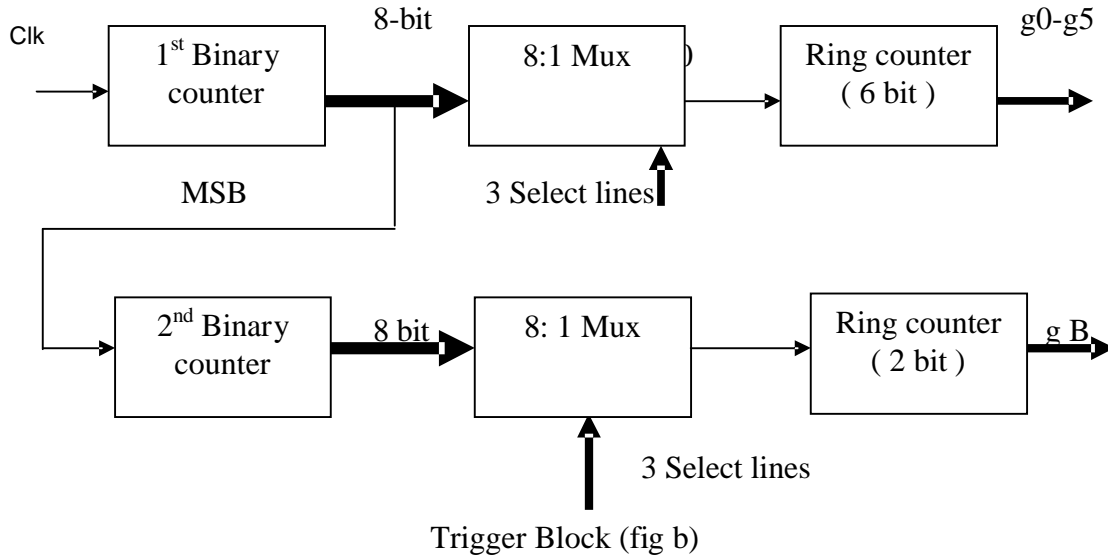 8-bit
g0-g5
Clk
1st Binary
counter
8:1 Mux
Ring counter
( 6 bit )
MSB
3 Select lines
2nd Binary
counter
8 bit
8: 1 Mux
Ring counter
( 2 bit )
g B
3 Select lines
Trigger Block (fig b)